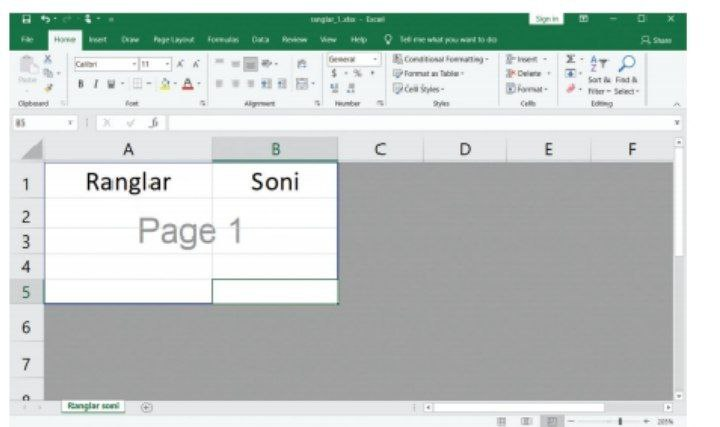 ranglar_1.xlsx - Excel
Sign in
File Home Insert Draw Page Layout Formulas Data Review View Help Tell me what you want to do Share
Paste
Calibri 11 A A
B I U A
General
$ % ,
Conditional Formatting
Format as Table
Cell Styles
Insert
Delete
Format
Sort & Filter
Find & Select
Clipboard Font Alignment Number Styles Cells Editing
B5 fx
A B C D E F
1 Ranglar Soni
2
Page 1
3
4
5
6
7
Ranglar soni
205%